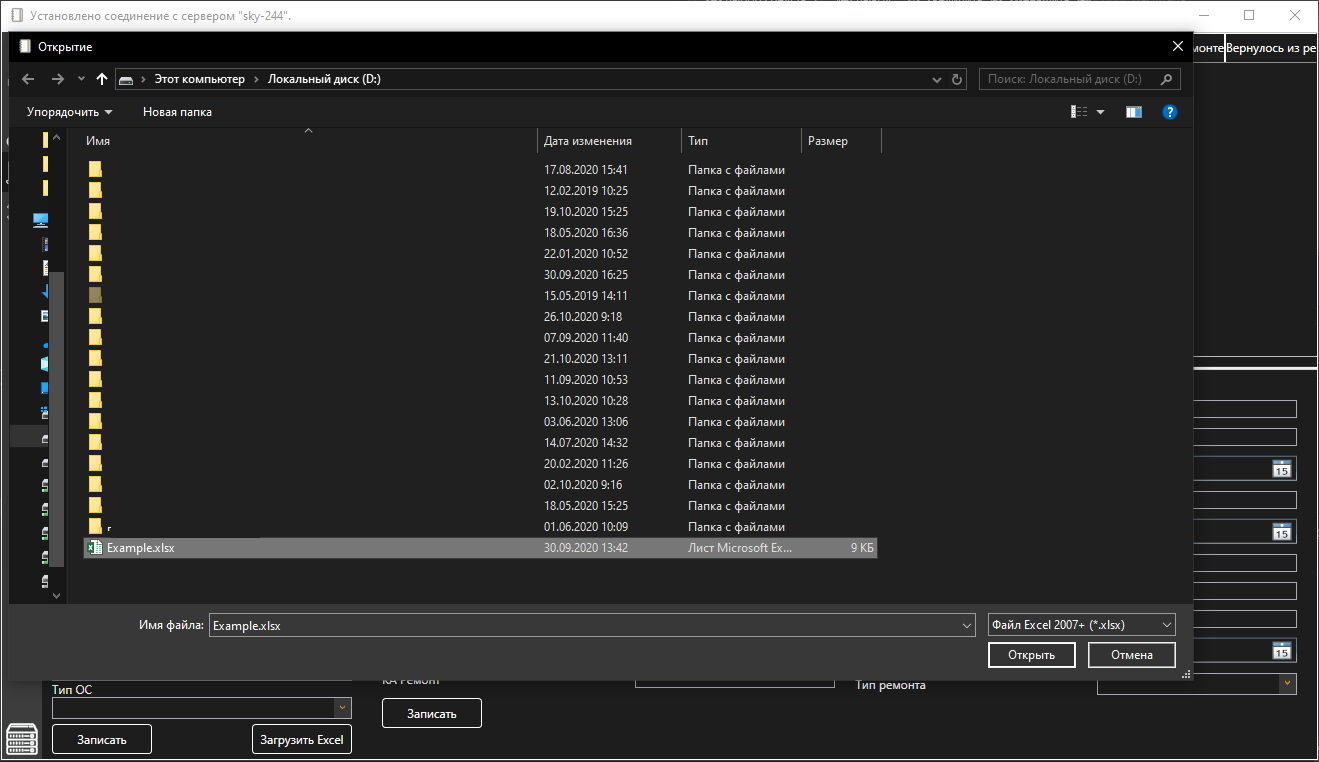 Установлено соединение с сервером "sky-244".
Открытие
монте Вернулось из ре
Этот компьютер › Локальный диск (D:)
Поиск: Локальный диск (D:)
Упорядочить Новая папка
Имя Дата изменения Тип Размер
17.08.2020 15:41 Папка с файлами
12.02.2019 10:25 Папка с файлами
19.10.2020 15:25 Папка с файлами
18.05.2020 16:36 Папка с файлами
22.01.2020 10:52 Папка с файлами
30.09.2020 16:25 Папка с файлами
15.05.2019 14:11 Папка с файлами
26.10.2020 9:18 Папка с файлами
07.09.2020 11:40 Папка с файлами
21.10.2020 13:11 Папка с файлами
11.09.2020 10:53 Папка с файлами
13.10.2020 10:28 Папка с файлами
03.06.2020 13:06 Папка с файлами
14.07.2020 14:32 Папка с файлами
20.02.2020 11:26 Папка с файлами
02.10.2020 9:16 Папка с файлами
18.05.2020 15:25 Папка с файлами
01.06.2020 10:09 Папка с файлами
Example.xlsx 30.09.2020 13:42 Лист Microsoft Ex... 9 КБ
15
15
15
Имя файла: Example.xlsx Файл Excel 2007+ (*.xlsx)
Открыть Отмена
КА Ремонт
Тип ОС
Тип ремонта
Записать
Записать Загрузить Excel